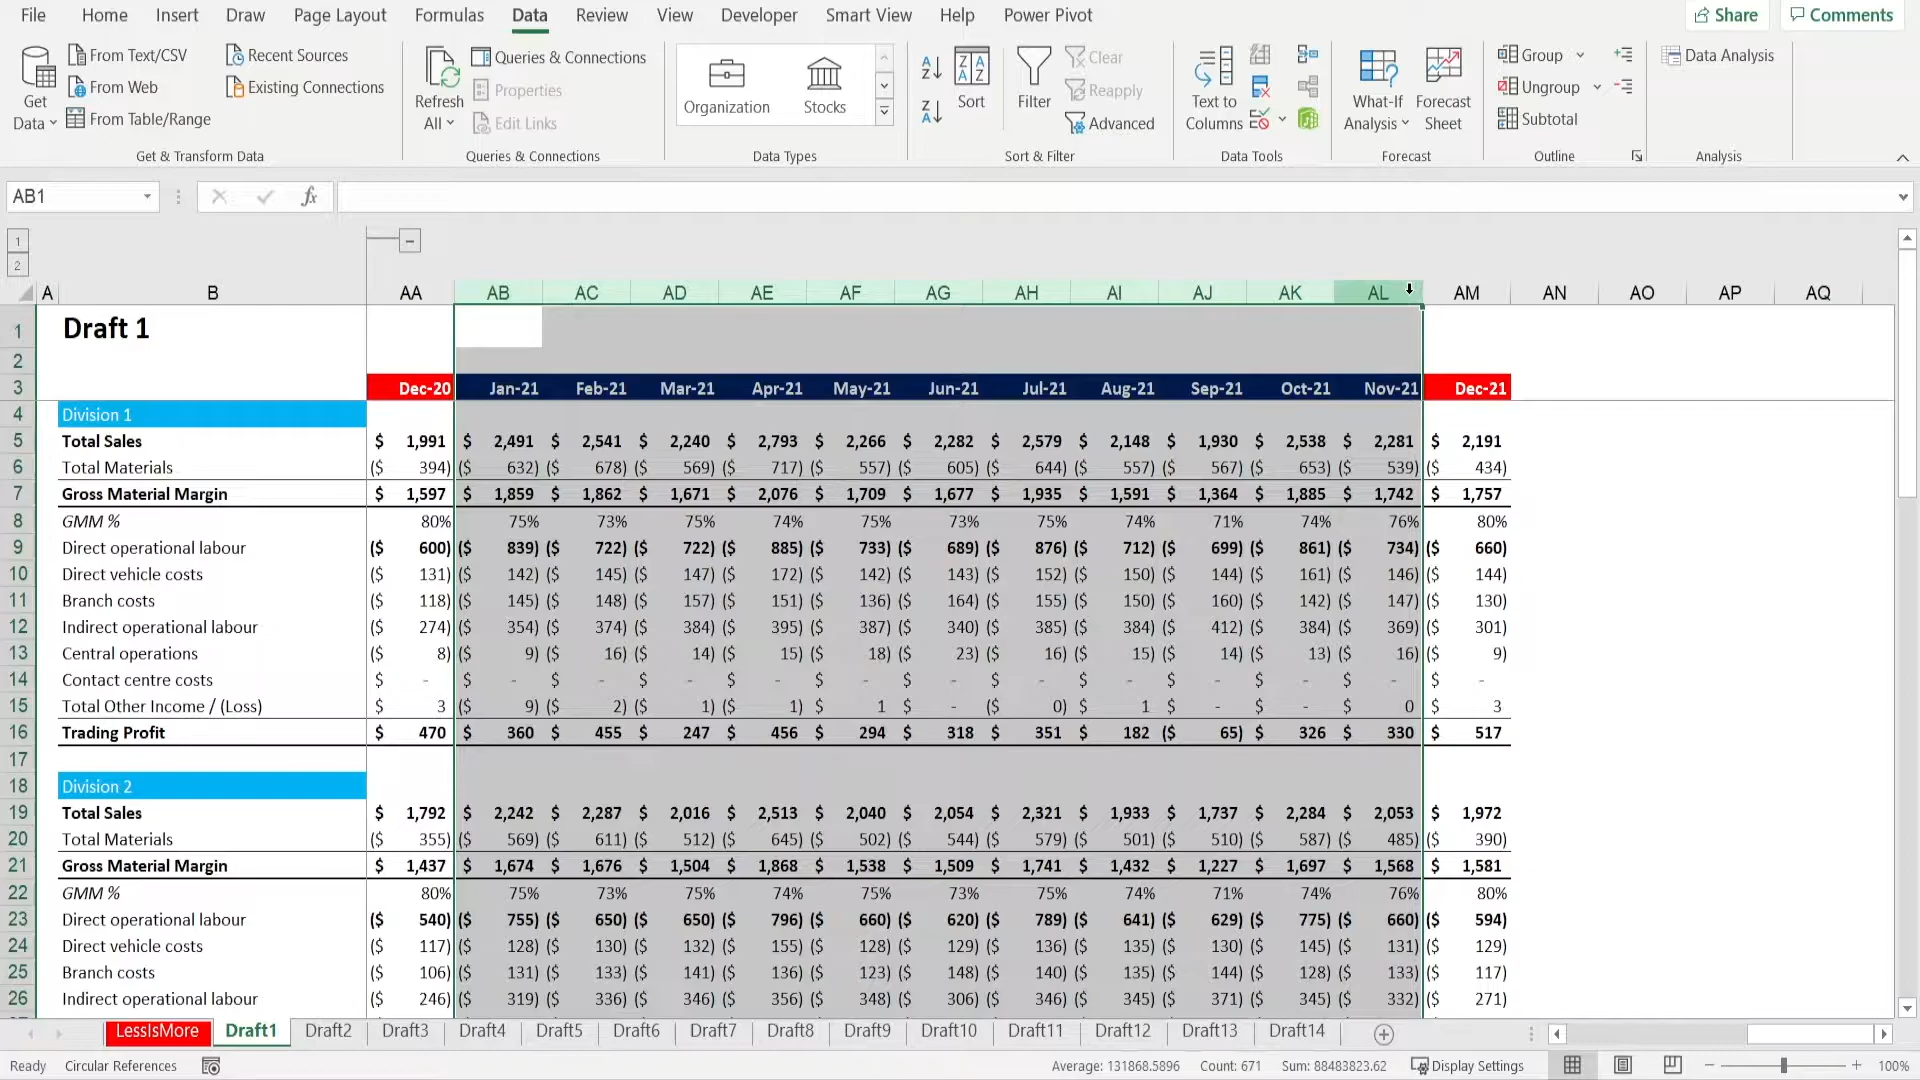 File Home Insert Draw Page Layout Formulas Data Review View Developer Smart View Help Power Pivot Share Comments
From Text/CSV Recent Sources Queries & Connections Clear Group Data Analysis
From Web Existing Connections Properties Reapply Ungroup
Get Data From Table/Range Refresh All Edit Links Organization Stocks Sort Filter Advanced Text to Columns What-If Analysis Forecast Sheet Subtotal
Get & Transform Data Queries & Connections Data Types Sort & Filter Data Tools Forecast Outline Analysis
AB1 fx
1
2
A B AA AB AC AD AE AF AG AH AI AJ AK AL AM AN AO AP AQ
1 Draft 1
2
3 Dec-20 Jan-21 Feb-21 Mar-21 Apr-21 May-21 Jun-21 Jul-21 Aug-21 Sep-21 Oct-21 Nov-21 Dec-21
4 Division 1
5 Total Sales $ 1,991 $ 2,491 $ 2,541 $ 2,240 $ 2,793 $ 2,266 $ 2,282 $ 2,579 $ 2,148 $ 1,930 $ 2,538 $ 2,281 $ 2,191
6 Total Materials ($ 394) ($ 632) ($ 678) ($ 569) ($ 717) ($ 557) ($ 605) ($ 644) ($ 557) ($ 567) ($ 653) ($ 539) ($ 434)
7 Gross Material Margin $ 1,597 $ 1,859 $ 1,862 $ 1,671 $ 2,076 $ 1,709 $ 1,677 $ 1,935 $ 1,591 $ 1,364 $ 1,885 $ 1,742 $ 1,757
8 GMM % 80% 75% 73% 75% 74% 75% 73% 75% 74% 71% 74% 76% 80%
9 Direct operational labour ($ 600) ($ 839) ($ 722) ($ 722) ($ 885) ($ 733) ($ 689) ($ 876) ($ 712) ($ 699) ($ 861) ($ 734) ($ 660)
10 Direct vehicle costs ($ 131) ($ 142) ($ 145) ($ 147) ($ 172) ($ 142) ($ 143) ($ 152) ($ 150) ($ 144) ($ 161) ($ 146) ($ 144)
11 Branch costs ($ 118) ($ 145) ($ 148) ($ 157) ($ 151) ($ 136) ($ 164) ($ 155) ($ 150) ($ 160) ($ 142) ($ 147) ($ 130)
12 Indirect operational labour ($ 274) ($ 354) ($ 374) ($ 384) ($ 395) ($ 387) ($ 340) ($ 385) ($ 384) ($ 412) ($ 384) ($ 369) ($ 301)
13 Central operations ($ 8) ($ 9) ($ 16) ($ 14) ($ 15) ($ 18) ($ 23) ($ 16) ($ 15) ($ 14) ($ 13) ($ 16) ($ 9)
14 Contact centre costs $ - $ - $ - $ - $ - $ - $ - $ - $ - $ - $ - $ - $ -
15 Total Other Income / (Loss) $ 3 ($ 9) ($ 2) ($ 1) ($ 1) $ 1 $ - ($ 0) $ 1 $ - $ - $ 0 $ 3
16 Trading Profit $ 470 $ 360 $ 455 $ 247 $ 456 $ 294 $ 318 $ 351 $ 182 ($ 65) $ 326 $ 330 $ 517
17
18 Division 2
19 Total Sales $ 1,792 $ 2,242 $ 2,287 $ 2,016 $ 2,513 $ 2,040 $ 2,054 $ 2,321 $ 1,933 $ 1,737 $ 2,284 $ 2,053 $ 1,972
20 Total Materials ($ 355) ($ 569) ($ 611) ($ 512) ($ 645) ($ 502) ($ 544) ($ 579) ($ 501) ($ 510) ($ 587) ($ 485) ($ 390)
21 Gross Material Margin $ 1,437 $ 1,674 $ 1,676 $ 1,504 $ 1,868 $ 1,538 $ 1,509 $ 1,741 $ 1,432 $ 1,227 $ 1,697 $ 1,568 $ 1,581
22 GMM % 80% 75% 73% 75% 74% 75% 73% 75% 74% 71% 74% 76% 80%
23 Direct operational labour ($ 540) ($ 755) ($ 650) ($ 650) ($ 796) ($ 660) ($ 620) ($ 789) ($ 641) ($ 629) ($ 775) ($ 660) ($ 594)
24 Direct vehicle costs ($ 117) ($ 128) ($ 130) ($ 132) ($ 155) ($ 128) ($ 129) ($ 136) ($ 135) ($ 130) ($ 145) ($ 131) ($ 129)
25 Branch costs ($ 106) ($ 131) ($ 133) ($ 141) ($ 136) ($ 123) ($ 148) ($ 140) ($ 135) ($ 144) ($ 128) ($ 133) ($ 117)
26 Indirect operational labour ($ 246) ($ 319) ($ 336) ($ 346) ($ 356) ($ 348) ($ 306) ($ 346) ($ 345) ($ 371) ($ 345) ($ 332) ($ 271)
LessIsMore Draft1 Draft2 Draft3 Draft4 Draft5 Draft6 Draft7 Draft8 Draft9 Draft10 Draft11 Draft12 Draft13 Draft14
Ready Circular References Average: 131868.5896 Count: 671 Sum: 88483823.62 Display Settings 100%